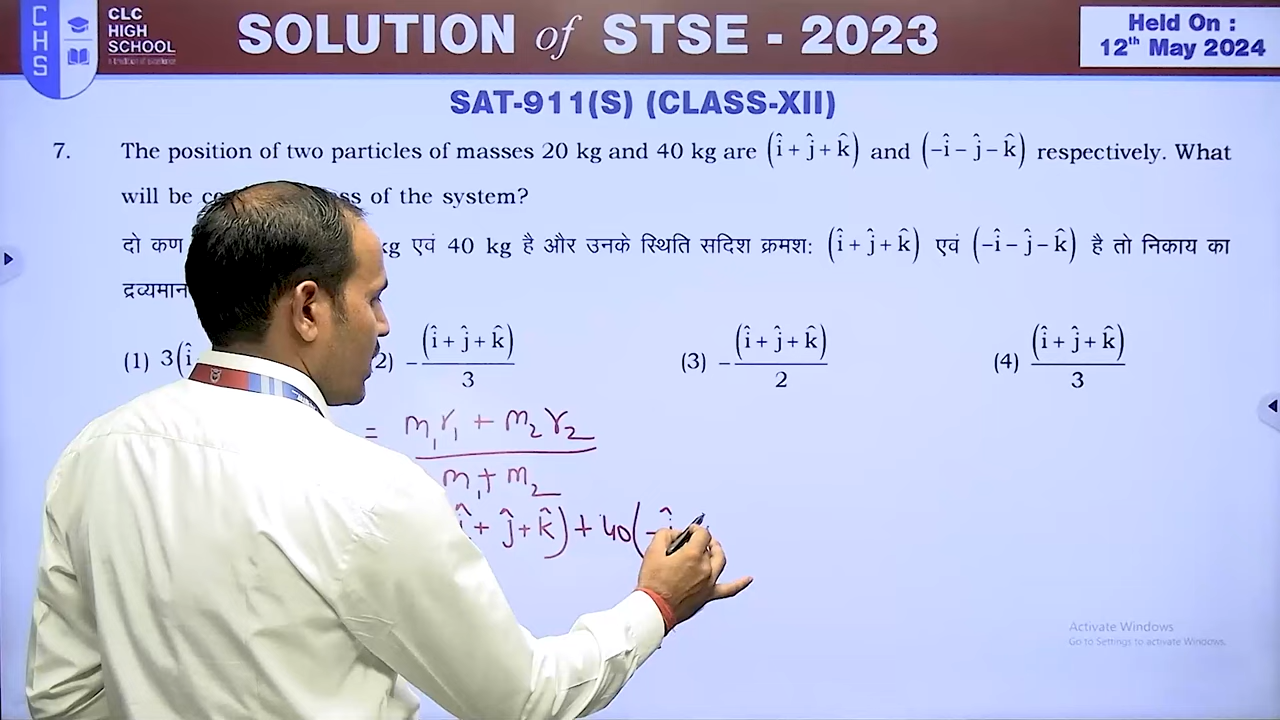 CHS
CLC
HIGH
SCHOOL
SOLUTION of STSE - 2023
Held On :
12th May 2024
SAT-911(S) (CLASS-XII)
7. The position of two particles of masses 20 kg and 40 kg are (î + ĵ + k̂) and (−î − ĵ − k̂) respectively. What
will be ss of the system?
दो कण kg एवं 40 kg है और उनके स्थिति सदिश क्रमश: (î + ĵ + k̂) एवं (−î − ĵ − k̂) है तो निकाय का
द्रव्यमान
(1) 3(î 2) −(î + ĵ + k̂)/3 (3) −(î + ĵ + k̂)/2 (4) (î + ĵ + k̂)/3
= m₁r₁ + m₂r₂
m₁ + m₂
î + ĵ + k̂) + 40(−î
Activate Windows
Go to Settings to activate Windows.